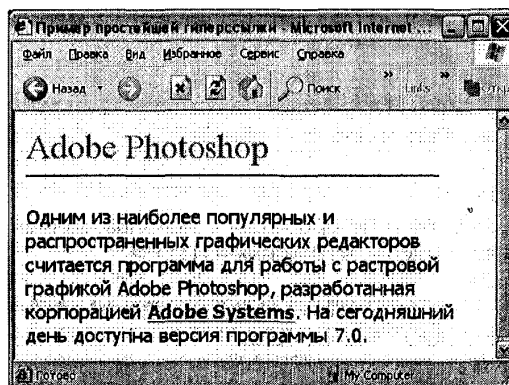 Пример простейшей гиперссылки - Microsoft Internet ...
Файл Правка Вид Избранное Сервис Справка
Назад Поиск » Links »
Adobe Photoshop
Одним из наиболее популярных и
распространенных графических редакторов
считается программа для работы с растровой
графикой Adobe Photoshop, разработанная
корпорацией Adobe Systems. На сегодняшний
день доступна версия программы 7.0.
Готово My Computer